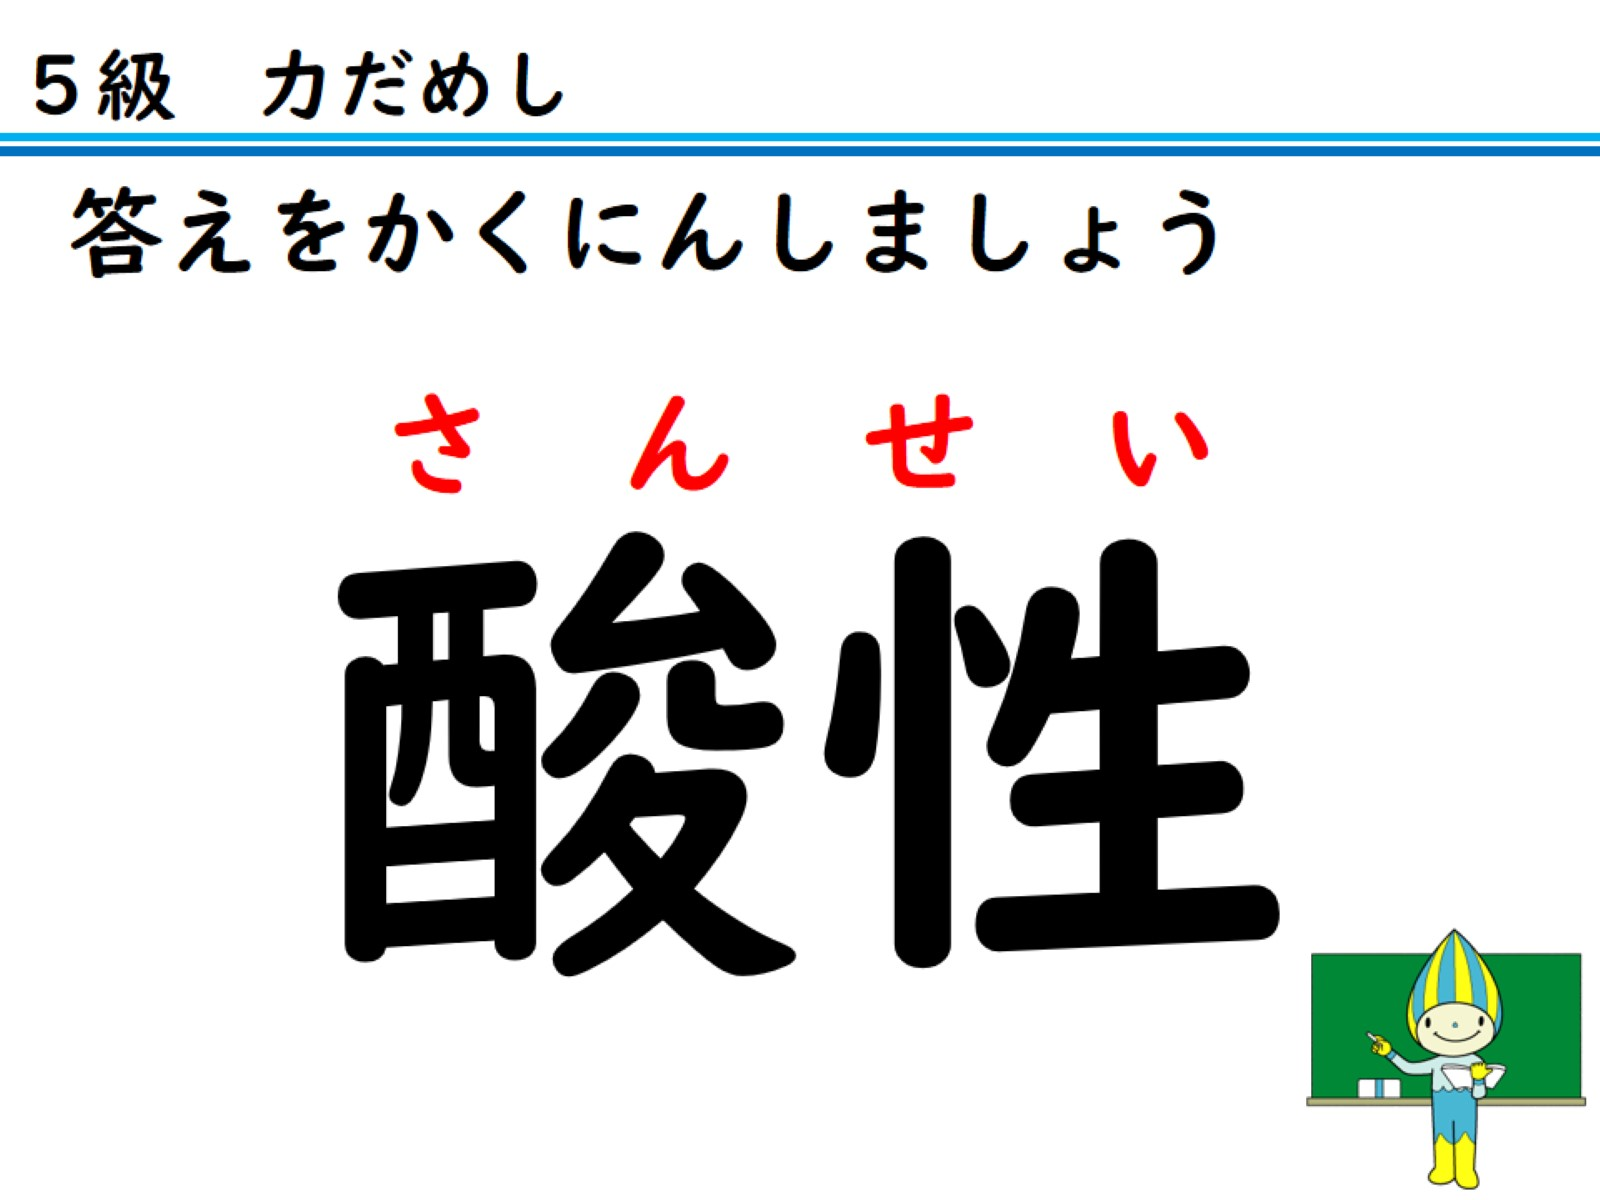 ５級　力だめし
答えをかくにんしましょう
さんせい
酸性